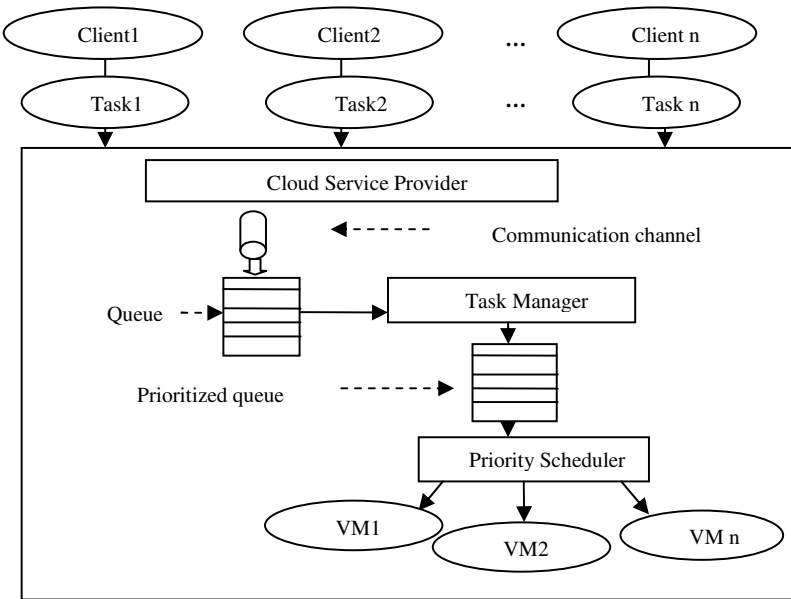 Client1 Client2 ... Client n
Task1 Task2 ... Task n
Cloud Service Provider
Communication channel
Queue
Task Manager
Prioritized queue
Priority Scheduler
VM1 VM2 VM n